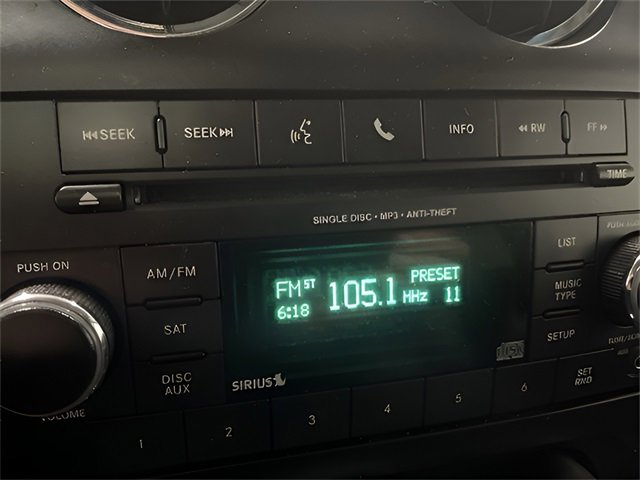 SEEK
SEEK
INFO
RW
FF
TIME
SINGLE DISC • MP3 • ANTI-THEFT
PUSH ON
VOLUME
AM/FM
SAT
DISC
AUX
FM ST
6:18
105.1 MHz
PRESET
11
SIRIUS
LIST
MUSIC
TYPE
SETUP
SET
RND
1
2
3
4
5
6